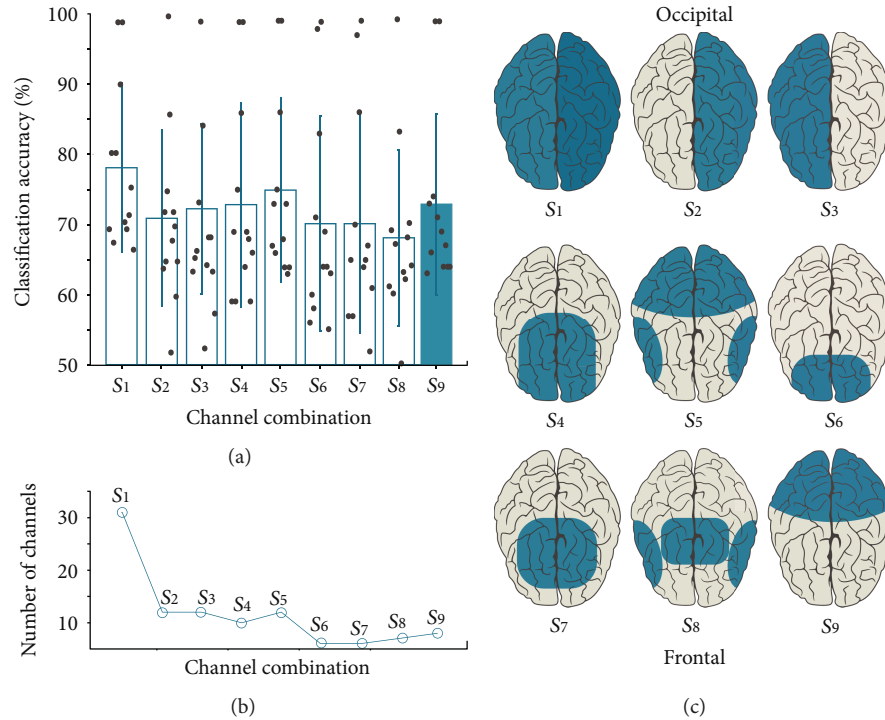 100
90
80
70
60
50
Classification accuracy (%)
S1 S2 S3 S4 S5 S6 S7 S8 S9
Channel combination
(a)
30
20
10
Number of channels
S1
S2 S3 S4 S5 S6 S7 S8 S9
Channel combination
(b)
Occipital
S1 S2 S3
S4 S5 S6
S7 S8 S9
Frontal
(c)